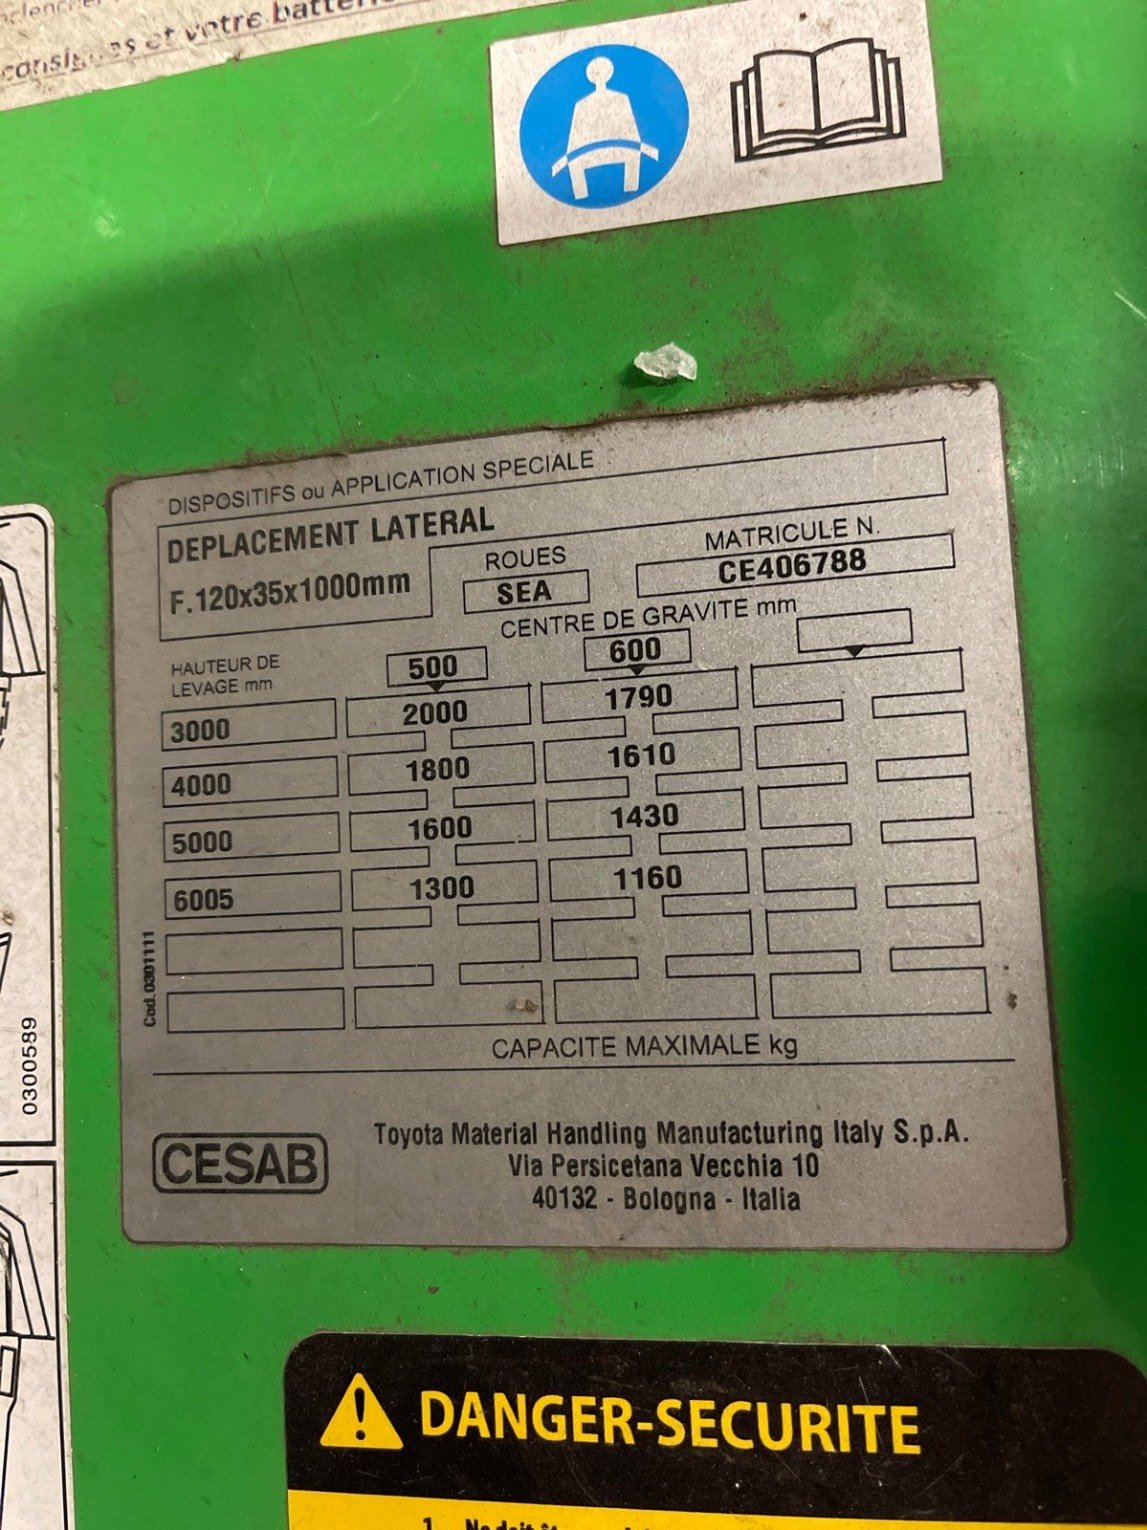 et votre batterie
DISPOSITIFS ou APPLICATION SPECIALE
DEPLACEMENT LATERAL
F.120x35x1000mm
ROUES
SEA
MATRICULE N.
CE406788
CENTRE DE GRAVITE mm
HAUTEUR DE
LEVAGE mm
500 600
3000 2000 1790
4000 1800 1610
5000 1600 1430
6005 1300 1160
Cod.0301111
CAPACITE MAXIMALE kg
CESAB
Toyota Material Handling Manufacturing Italy S.p.A.
Via Persicetana Vecchia 10
40132 - Bologna - Italia
0300589
DANGER-SECURITE
1.